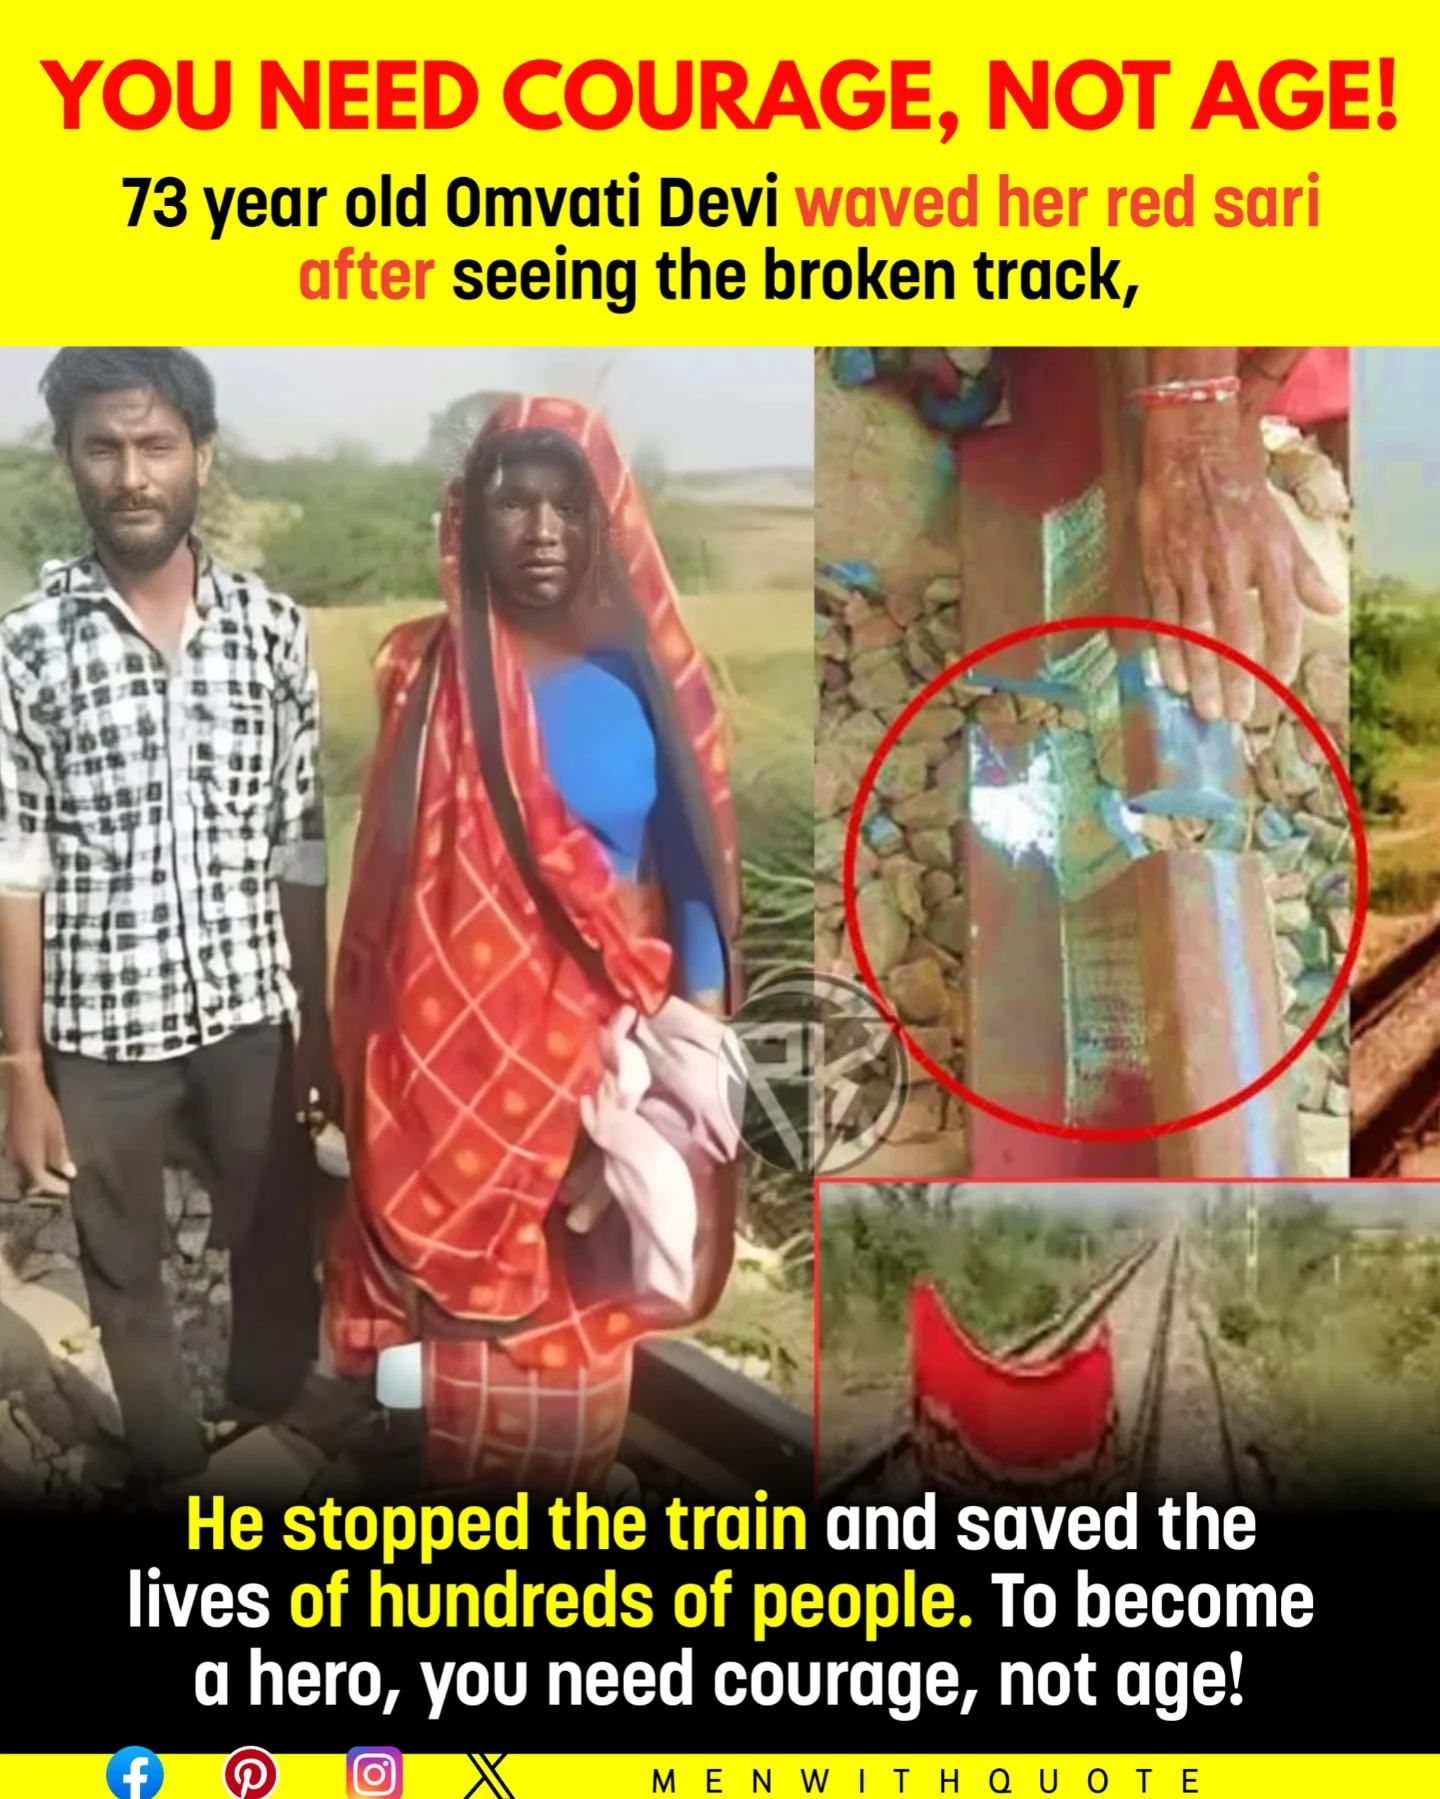 YOU NEED COURAGE, NOT AGE!
73 year old Omvati Devi waved her red sari
after seeing the broken track,
He stopped the train and saved the
lives of hundreds of people. To become
a hero, you need courage, not age!
MENWITHQUOTE